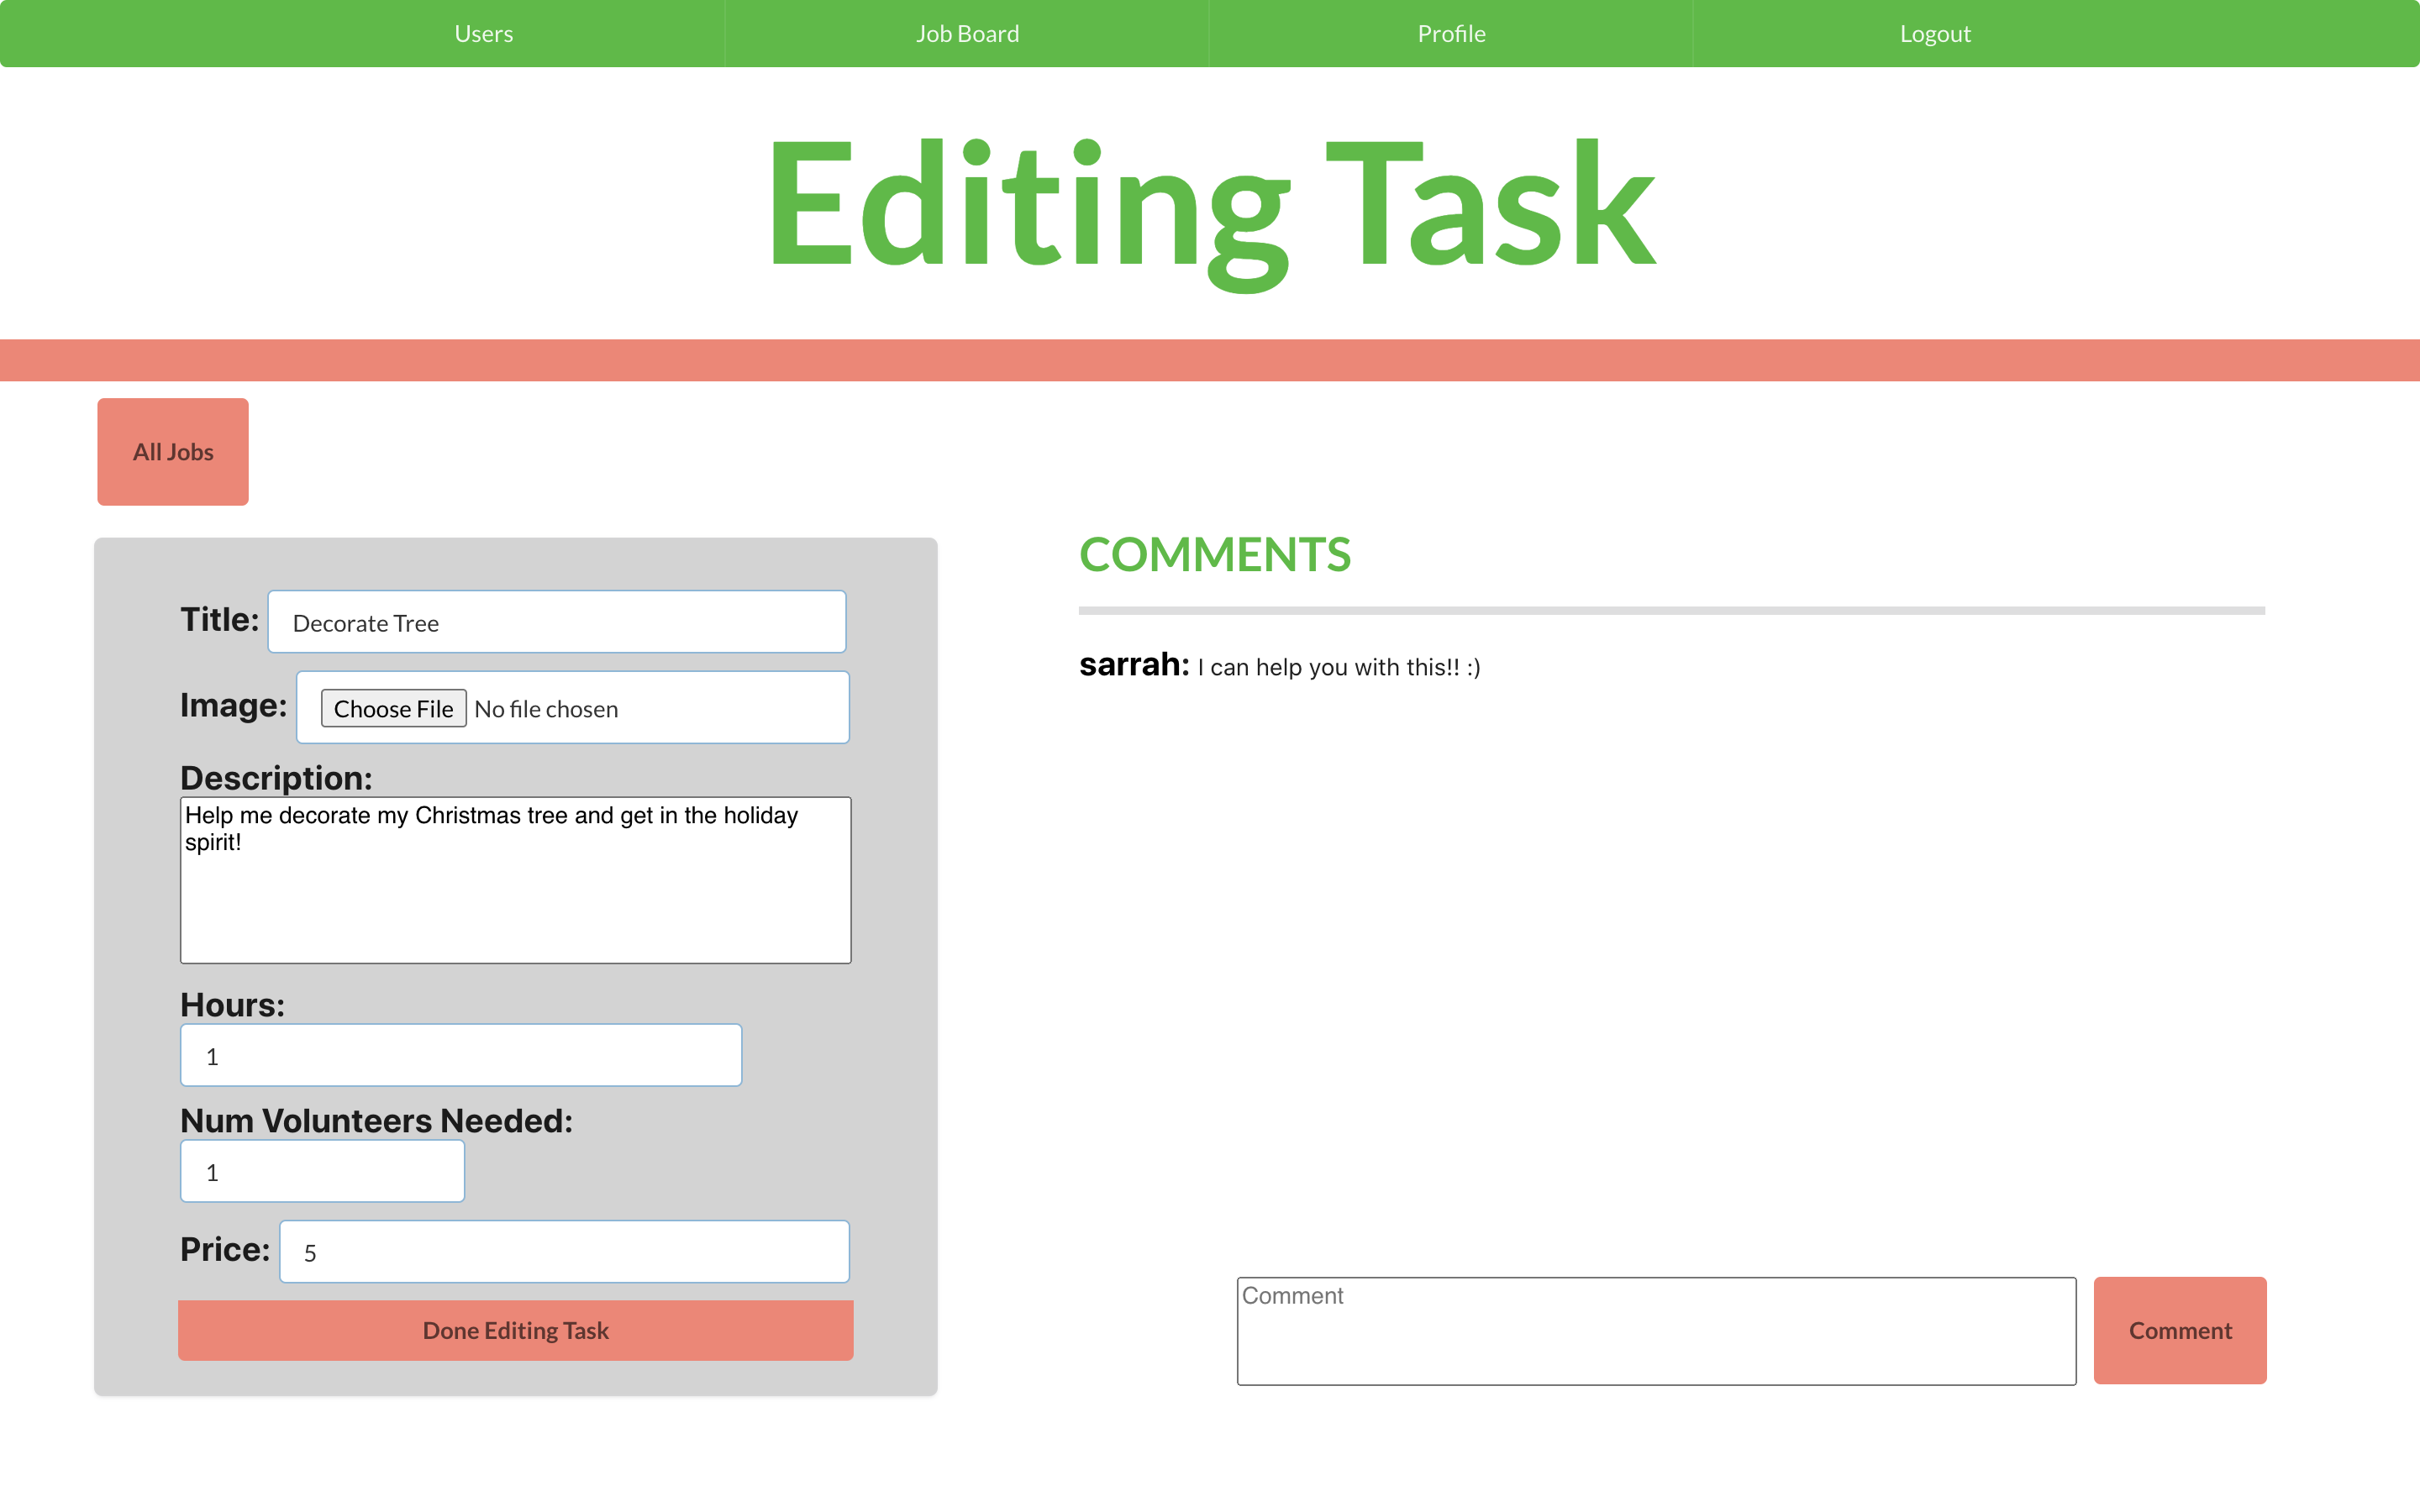 Users
Job Board
Profile
Logout
Editing Task
All Jobs
Title:
Decorate Tree
Image:
Choose File No file chosen
Description:
Help me decorate my Christmas tree and get in the holiday
spirit!
Hours:
1
Num Volunteers Needed:
1
Price:
5
Done Editing Task
COMMENTS
sarrah: I can help you with this!! :)
Comment
Comment